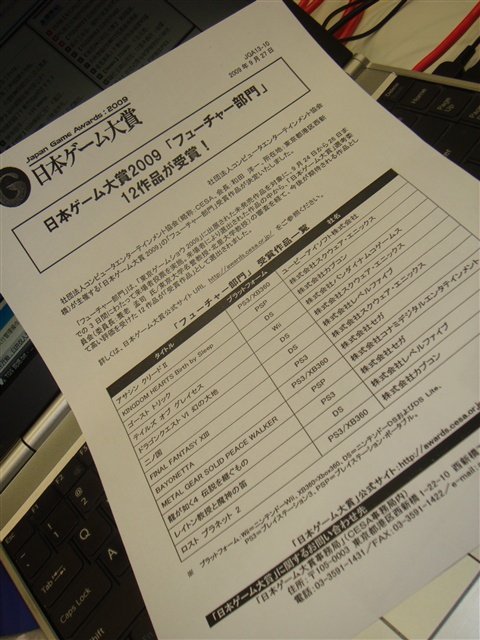 JGA13-10
2009年9月27日
Japan Game Awards:2009
日本ゲーム大賞
日本ゲーム大賞2009「フューチャー部門」
12作品が受賞!
社団法人コンピュータエンターテインメント協会
社団法人コンピュータエンターテインメント協会(略称:CESA、会長 和田 洋一、所在地:東京都港区西新
橋)が主催する「日本ゲーム大賞2009」の「フューチャー部門」受賞作品が決定いたしました。
詳しくは、日本ゲーム大賞公式サイトURL http://awards.cesa.or.jp/ をご参照ください。
「フューチャー部門」 受賞作品一覧
タイトル プラットフォーム 社名
アサシン クリードⅡ PS3/XB360 ユービーアイソフト株式会社
KINGDOM HEARTS Birth by Sleep PSP 株式会社スクウェア・エニックス
ゴースト トリック DS 株式会社カプコン
テイルズ オブ グレイセス Wii 株式会社バンダイナムコゲームス
ドラゴンクエストVI 幻の大地 DS 株式会社スクウェア・エニックス
二ノ国 DS 株式会社レベルファイブ
FINAL FANTASY XIII PS3 株式会社スクウェア・エニックス
BAYONETTA PS3/XB360 株式会社セガ
METAL GEAR SOLID PEACE WALKER PSP 株式会社コナミデジタルエンタテインメント
龍が如く4 伝説を継ぐもの PS3 株式会社セガ
レイトン教授と魔神の笛 DS 株式会社レベルファイブ
ロスト プラネット 2 PS3/XB360 株式会社カプコン
※ プラットフォーム:Wii=ニンテンドーWii、XB360=Xbox360、DS=ニンテンドーDSおよびDS Lite、
PS3=プレイステーション3、PSP=プレイステーション・ポータブル。
「日本ゲーム大賞」公式サイト:http://awards.cesa.or.jp
「日本ゲーム大賞」に関するお問い合わせ先
「日本ゲーム大賞事務局」(CESA事務局内)
住所:〒105-0003 東京都港区西新橋1-22-10 西新橋
電話:03-3591-1431/FAX:03-3591-1422/e-mail:
Q
A
Z
Tab
Caps Lock
Shift